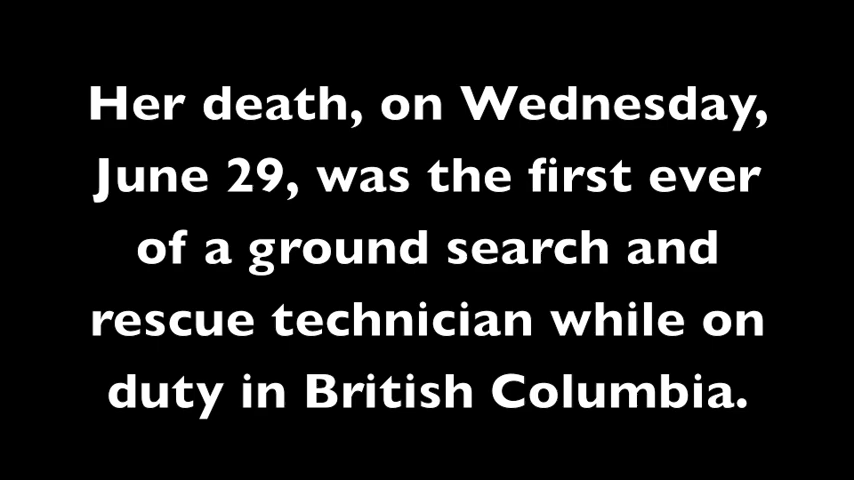 Her death, on Wednesday,
June 29, was the first ever
of a ground search and
rescue technician while on
duty in British Columbia.